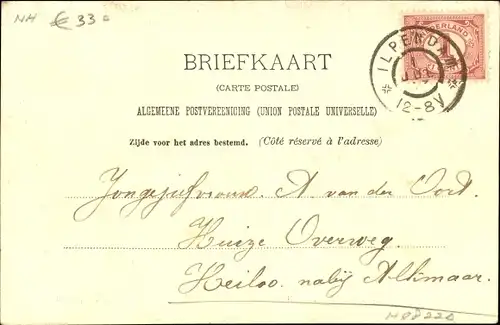 NH € 33
NEDERLAND
ILPENDAM
12-8V
BRIEFKAART
(CARTE POSTALE)
ALGEMEENE POSTVEREENIGING (UNION POSTALE UNIVERSELLE)
Zijde voor het adres bestemd. (Côté réservé à l'adresse)
Jongejufvrouw A. van der Oord.
Huize Overweg.
Heiloo. nabij Alkmaar.